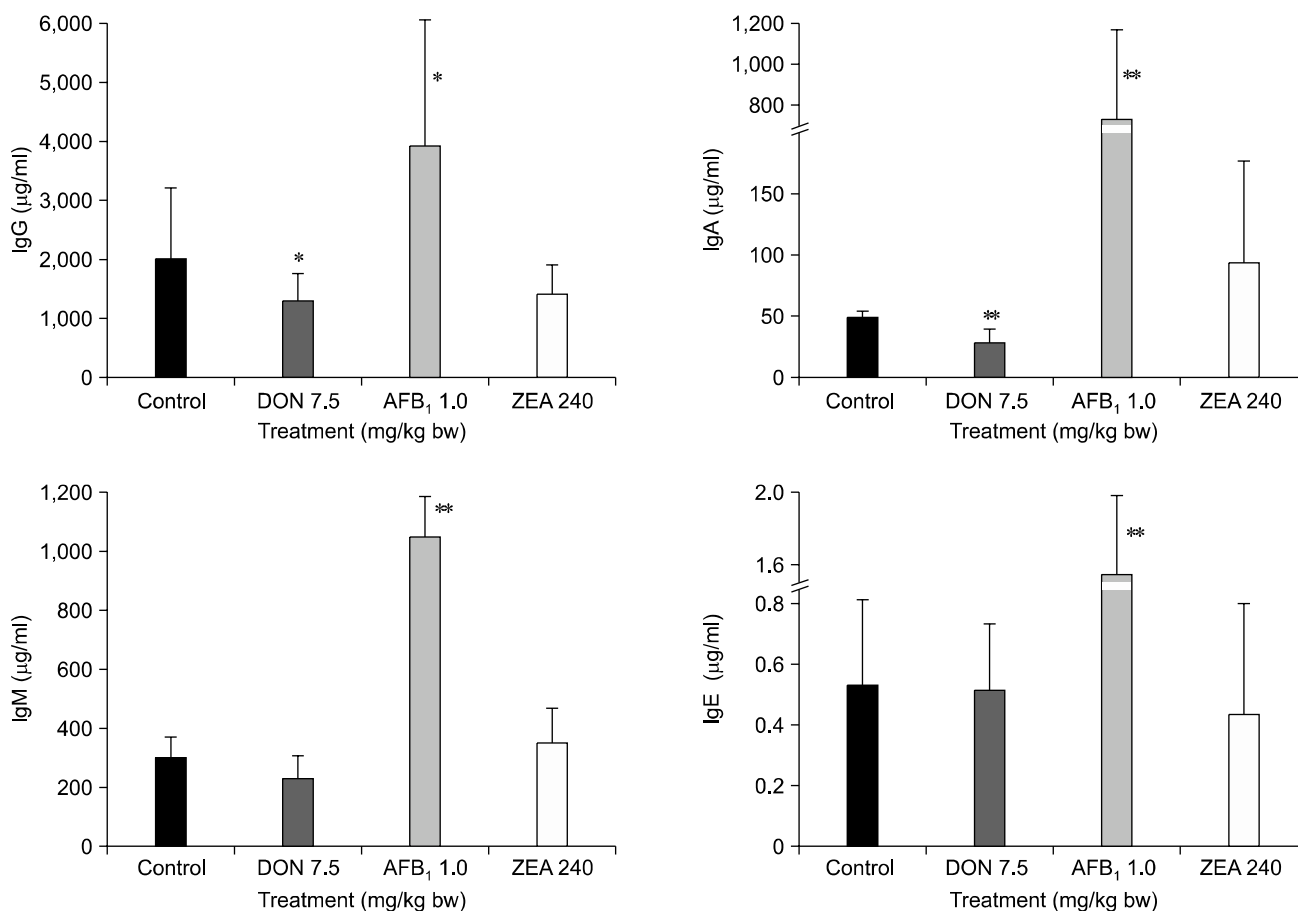 6,000
5,000
4,000
3,000
2,000
1,000
0
IgG (μg/ml)
*
*
Control DON 7.5 AFB₁ 1.0 ZEA 240
Treatment (mg/kg bw)
1,200
1,000
800
150
100
50
0
IgA (μg/ml)
**
**
Control DON 7.5 AFB₁ 1.0 ZEA 240
Treatment (mg/kg bw)
1,200
1,000
800
600
400
200
0
IgM (μg/ml)
**
Control DON 7.5 AFB₁ 1.0 ZEA 240
Treatment (mg/kg bw)
2.0
1.6
0.8
0.6
0.4
0.2
0
IgE (μg/ml)
**
Control DON 7.5 AFB₁ 1.0 ZEA 240
Treatment (mg/kg bw)